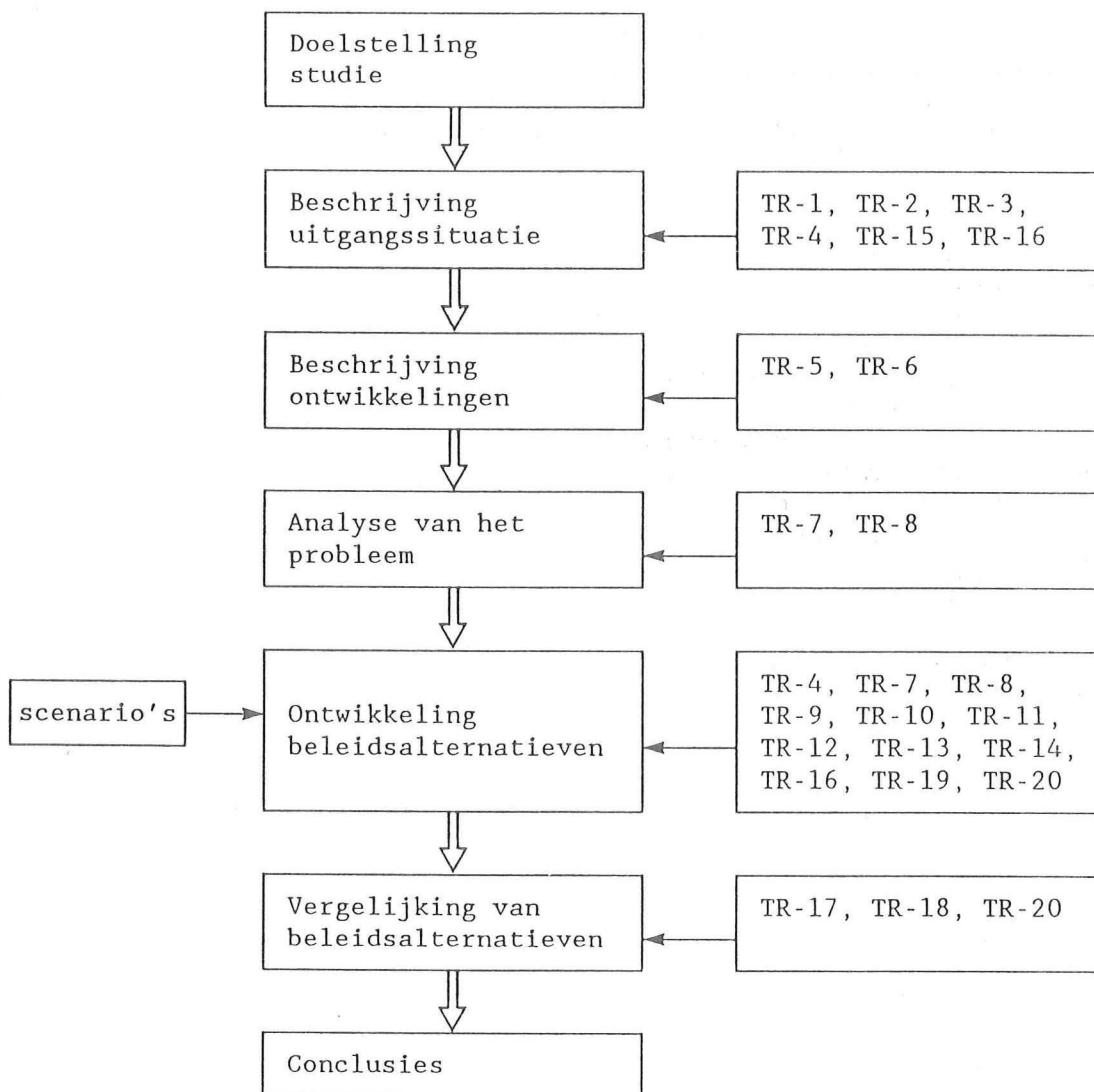 Doelstelling
studie
Beschrijving
uitgangssituatie
TR-1, TR-2, TR-3,
TR-4, TR-15, TR-16
Beschrijving
ontwikkelingen
TR-5, TR-6
Analyse van het
probleem
TR-7, TR-8
scenario's
Ontwikkeling
beleidsalternatieven
TR-4, TR-7, TR-8,
TR-9, TR-10, TR-11,
TR-12, TR-13, TR-14,
TR-16, TR-19, TR-20
Vergelijking van
beleidsalternatieven
TR-17, TR-18, TR-20
Conclusies